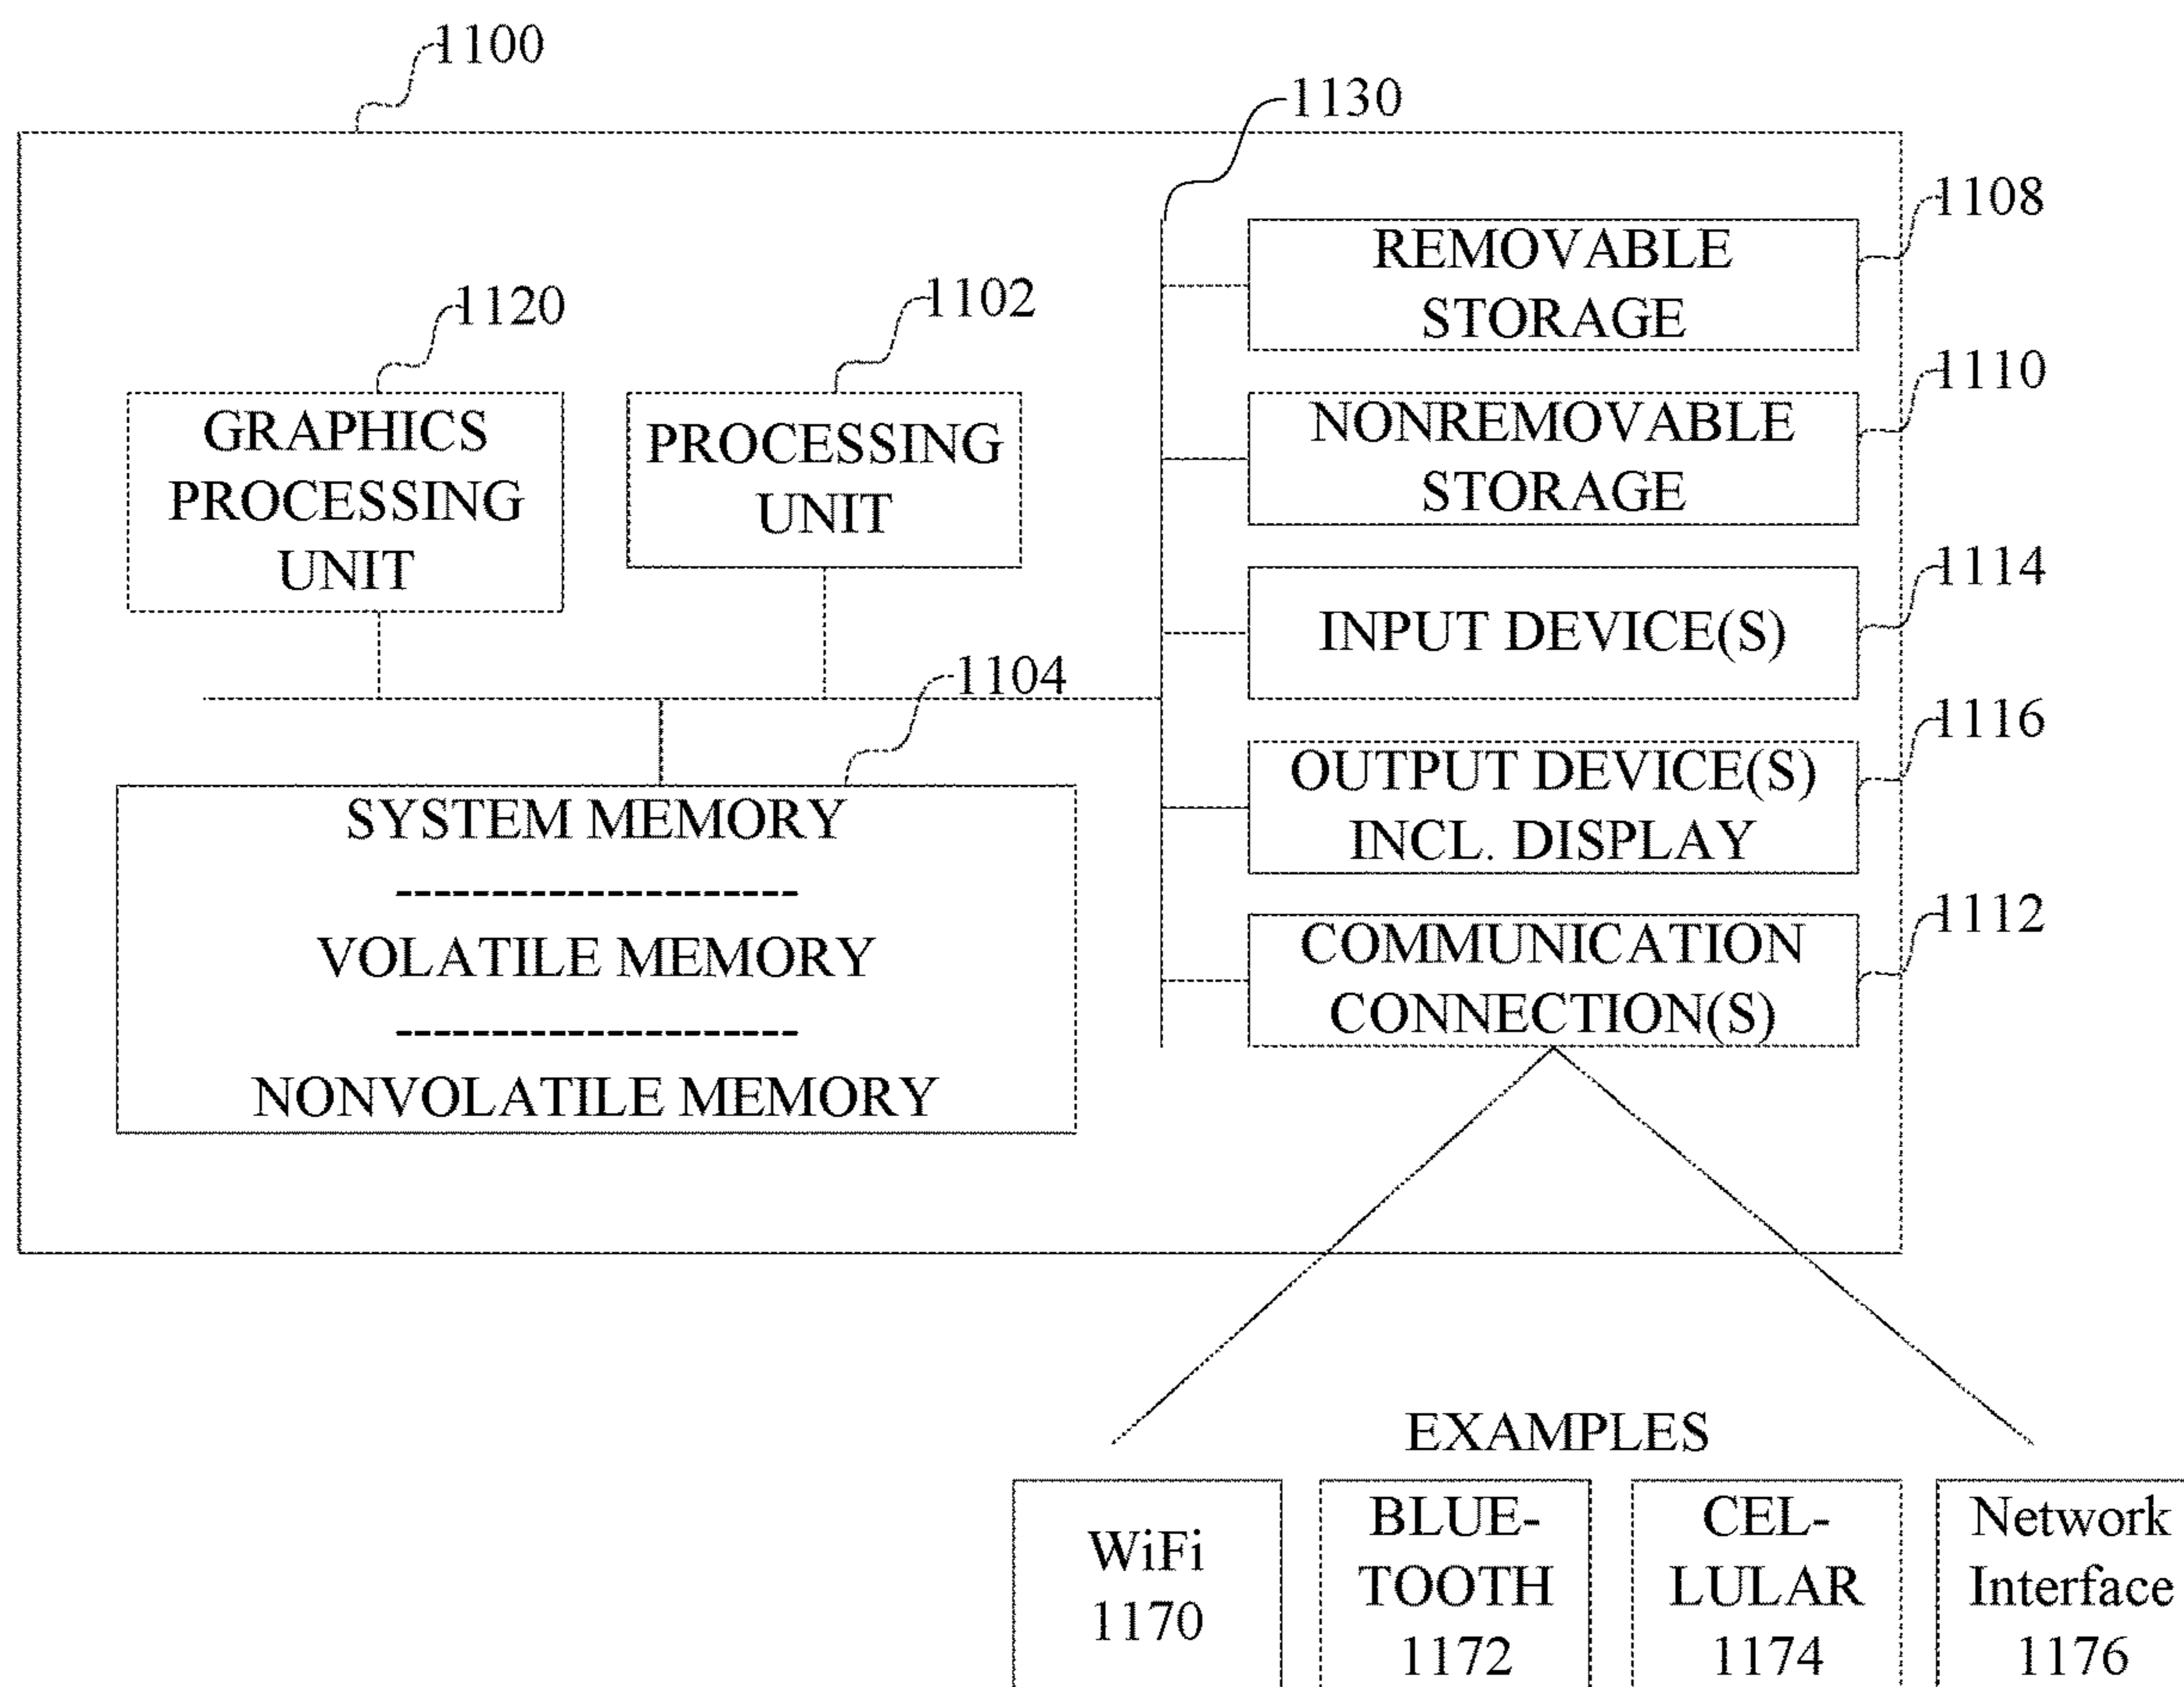 1100
1130
1108
REMOVABLE
STORAGE
1120
1102
1110
GRAPHICS
PROCESSING
UNIT
PROCESSING
UNIT
NONREMOVABLE
STORAGE
1114
INPUT DEVICE(S)
1104
1116
SYSTEM MEMORY
VOLATILE MEMORY
NONVOLATILE MEMORY
OUTPUT DEVICE(S)
INCL. DISPLAY
1112
COMMUNICATION
CONNECTION(S)
EXAMPLES
WiFi
1170
BLUE-
TOOTH
1172
CEL-
LULAR
1174
Network
Interface
1176